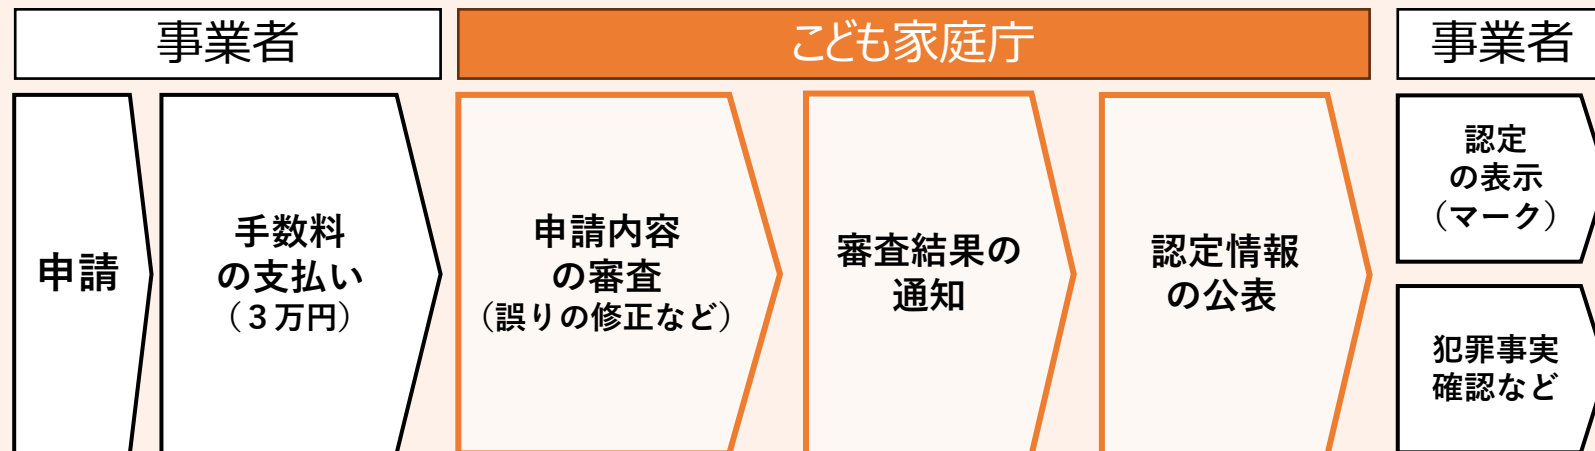 事業者
こども家庭庁
事業者
申請
手数料
の支払い
（３万円）
申請内容
の審査
（誤りの修正など）
審査結果の
通知
認定情報
の公表
認定
の表示
（マーク）
犯罪事実
確認など